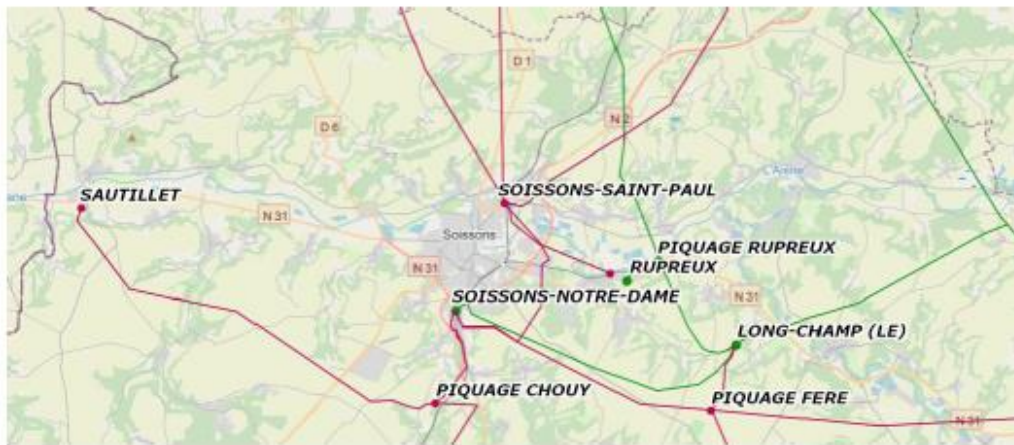 D 1
N 2
D 6
L'Aisne
SAUTILLET
SOISSONS-SAINT-PAUL
N 31
Soissons
PIQUAGE RUPREUX
N 31
RUPREUX
SOISSONS-NOTRE-DAME
N 31
LONG-CHAMP (LE)
PIQUAGE CHOUY
PIQUAGE FERE
N 31